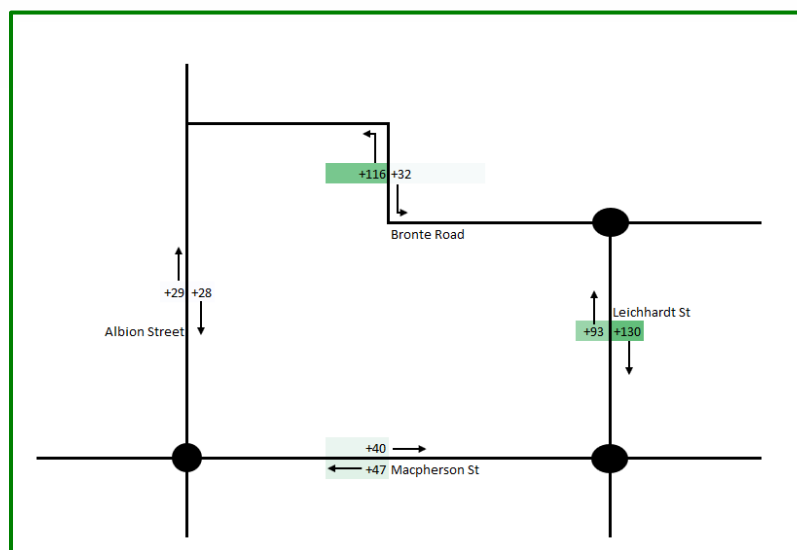 +116 +32
Bronte Road
+29 +28
Leichhardt St
Albion Street
+93 +130
+40
+47 Macpherson St